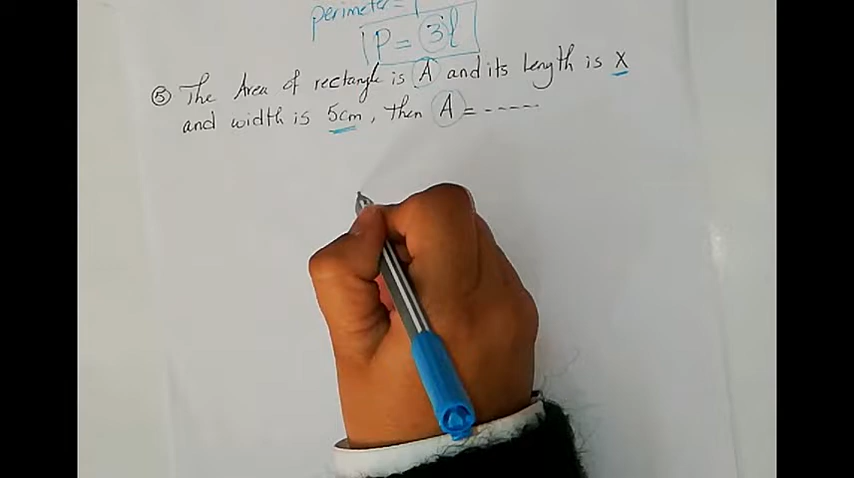 perimeter =
P = 3l
⑤ The Area of rectangle is A and its Length is X
and width is 5cm, then A = -----